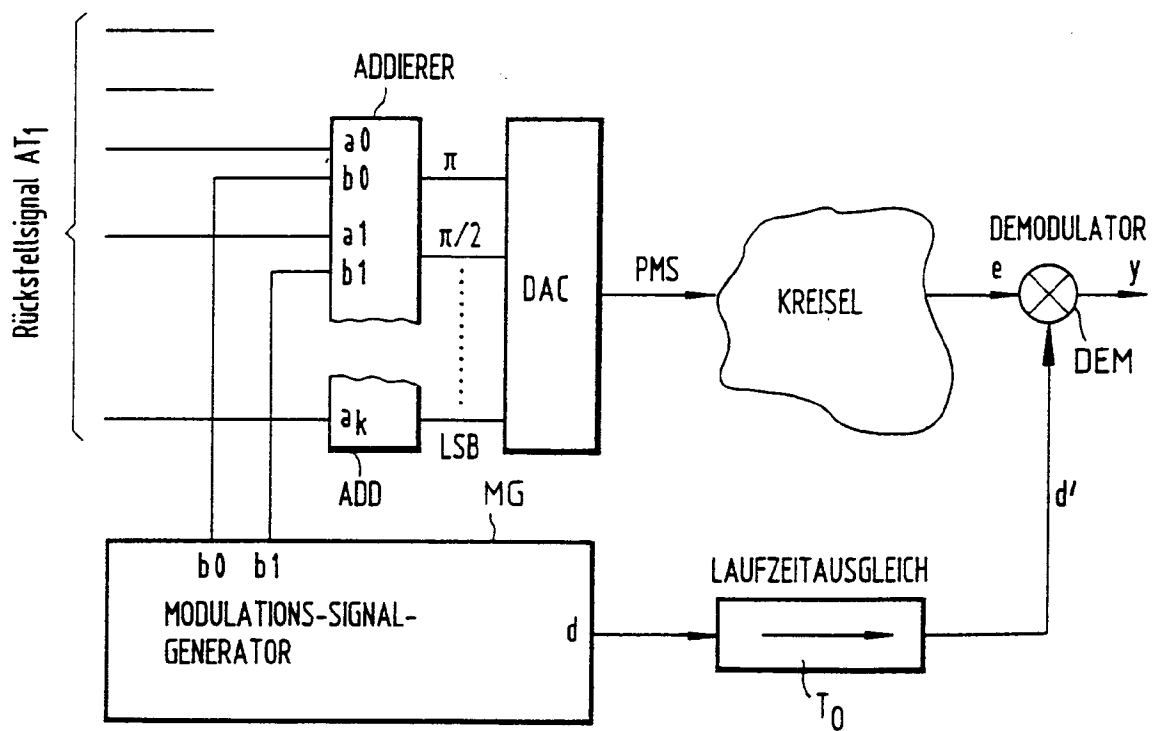 Rückstellsignal AT1
ADDIERER
a0
b0
a1
b1
ak
ADD
π
π/2
LSB
DAC
PMS
KREISEL
DEMODULATOR
e
y
DEM
d'
MG
b0 b1
MODULATIONS-SIGNAL-
GENERATOR
d
LAUFZEITAUSGLEICH
T0